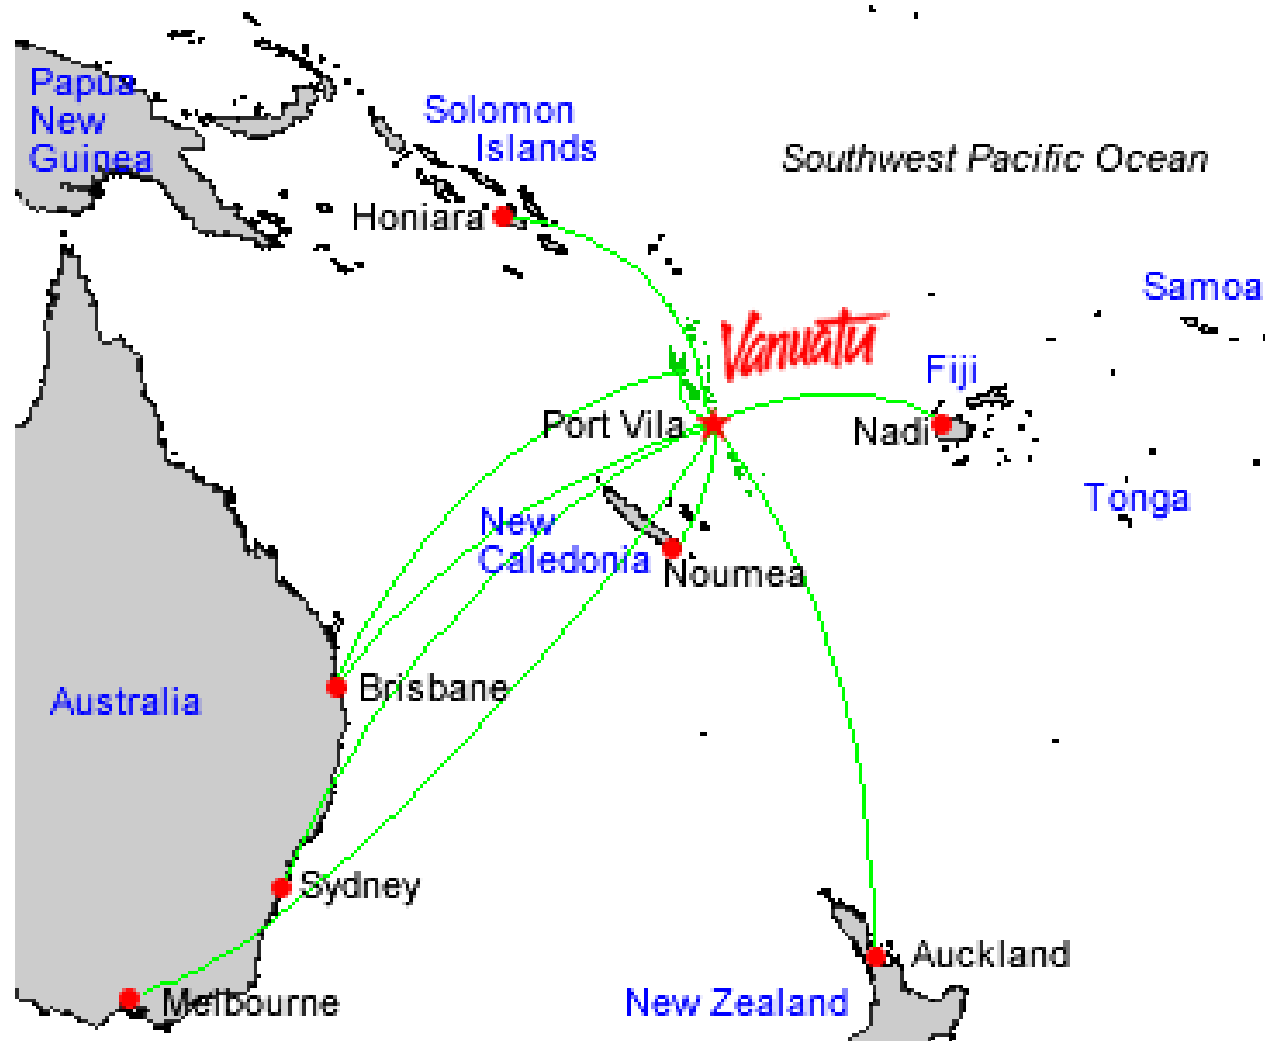 Papua
New
Guinea
Solomon
Islands
Southwest Pacific Ocean
Honiara
Samoa
Vanuatu
Fiji
Port Vila
Nadi
Tonga
New
Caledonia
Noumea
Brisbane
Australia
Sydney
Auckland
Melbourne
New Zealand